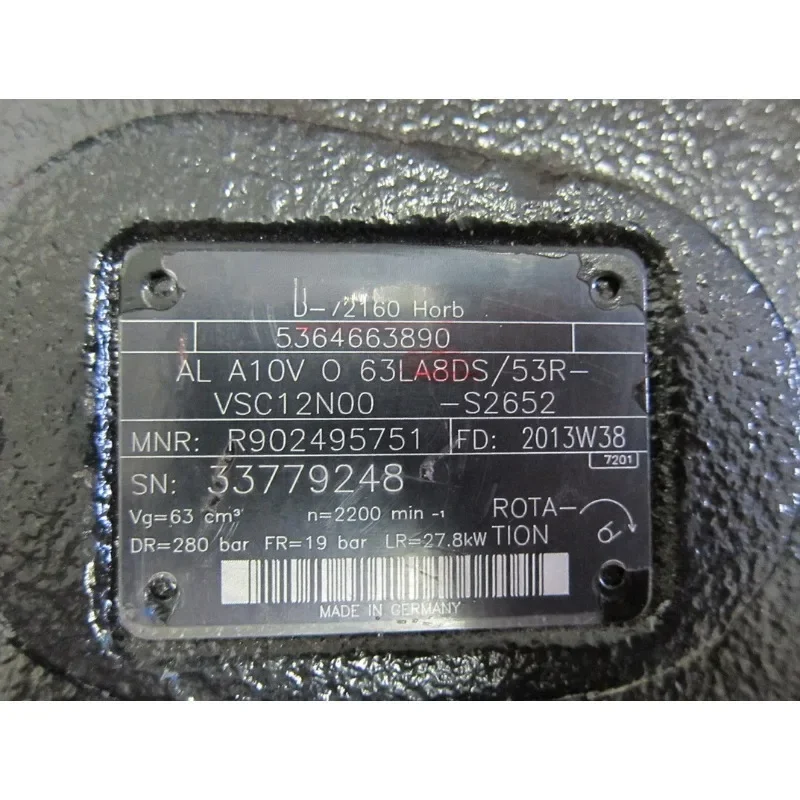 D-72160 Horb
5364663890
AL A10V O 63LA8DS/53R-
VSC12N00 -S2652
MNR: R902495751 FD: 2013W38
7201
SN: 33779248
Vg=63 cm³ n=2200 min -1
ROTA-
TION
DR=280 bar FR=19 bar LR=27.8kW
MADE IN GERMANY